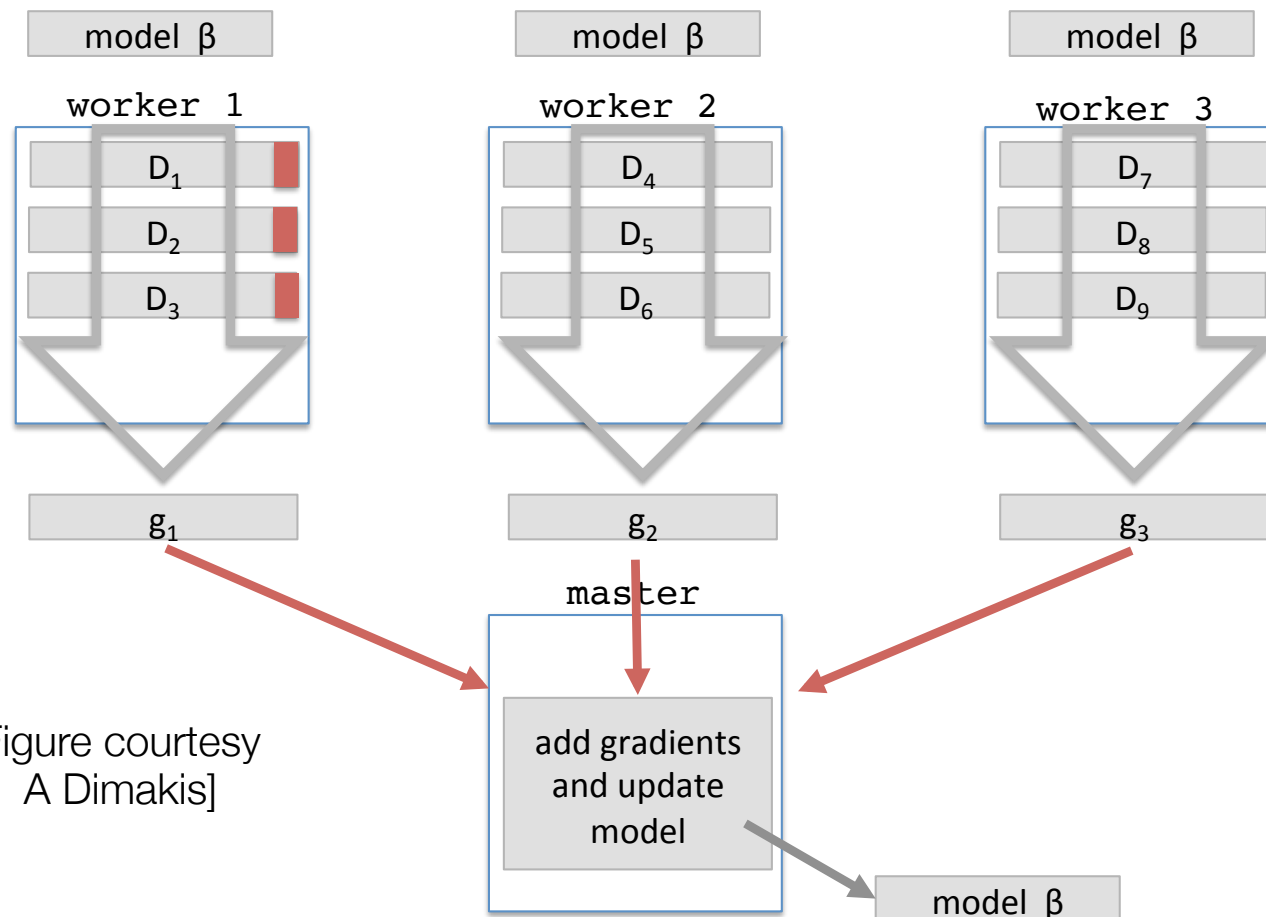 model β
model β
model β
worker 1
worker 2
worker 3
D₁
D₄
D₇
D₂
D₅
D₈
D₃
D₆
D₉
g₁
g₂
g₃
master
add gradients
and update
model
igure courtesy
A Dimakis]
model β